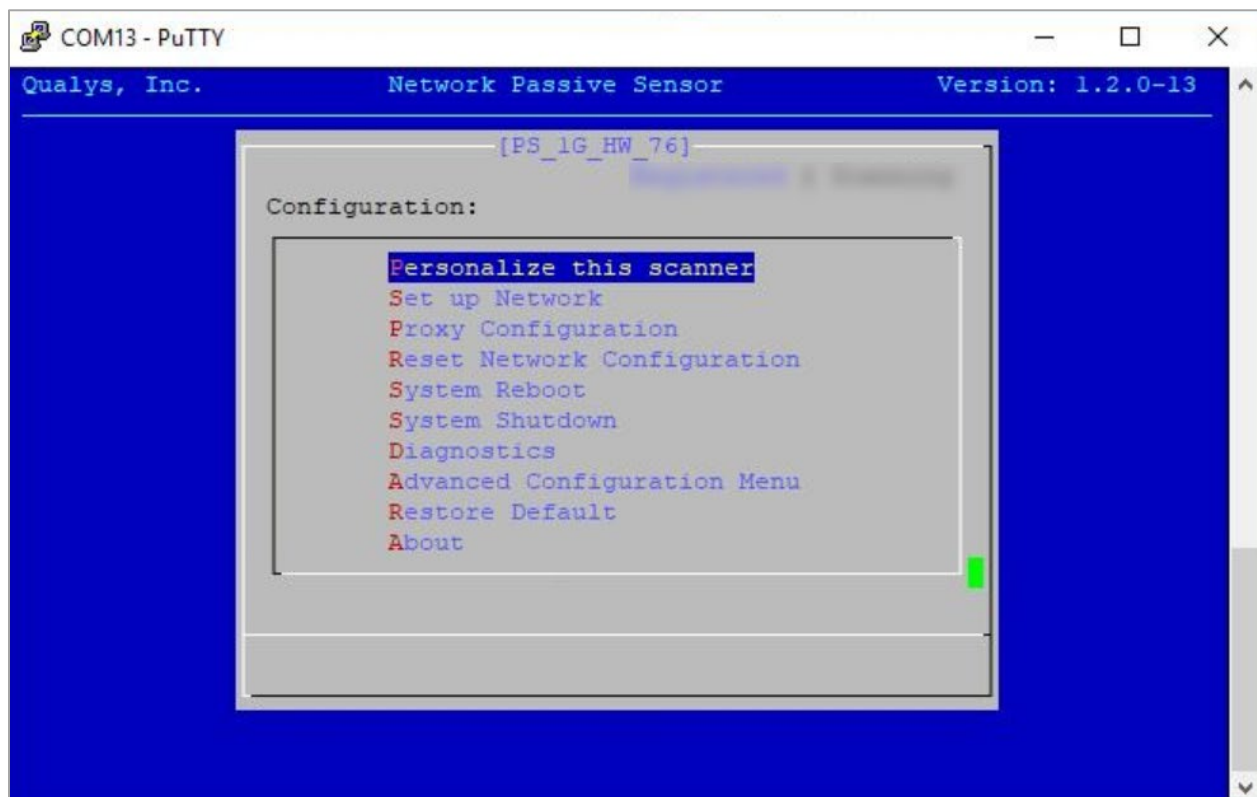 COM13 - PuTTY
Qualys, Inc. Network Passive Sensor Version: 1.2.0-13
[PS_1G_HW_76]
Configuration:
Personalize this scanner
Set up Network
Proxy Configuration
Reset Network Configuration
System Reboot
System Shutdown
Diagnostics
Advanced Configuration Menu
Restore Default
About